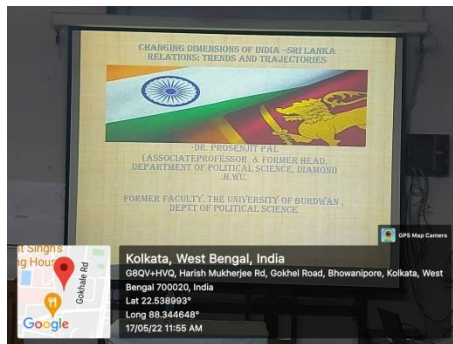 CHANGING DIMENSIONS OF INDIA –SRI LANKA
RELATIONS: TRENDS AND TRAJECTORIES
-DR. PROSENJIT PAL
(ASSOCIATEPROFESSOR & FORMER HEAD,
DEPARTMENT OF POLITICAL SCIENCE, DIAMOND
.H.W.U.
FORMER FACULTY, THE UNIVERSITY OF BURDWAN ,
DEPTT OF POLITICAL SCIENCE
GPS Map Camera
t Singh's
ng Hou
Gokhale Rd
Google
Kolkata, West Bengal, India
G8QV+HVQ, Harish Mukherjee Rd, Gokhel Road, Bhowanipore, Kolkata, West
Bengal 700020, India
Lat 22.538993°
Long 88.344648°
17/05/22 11:55 AM